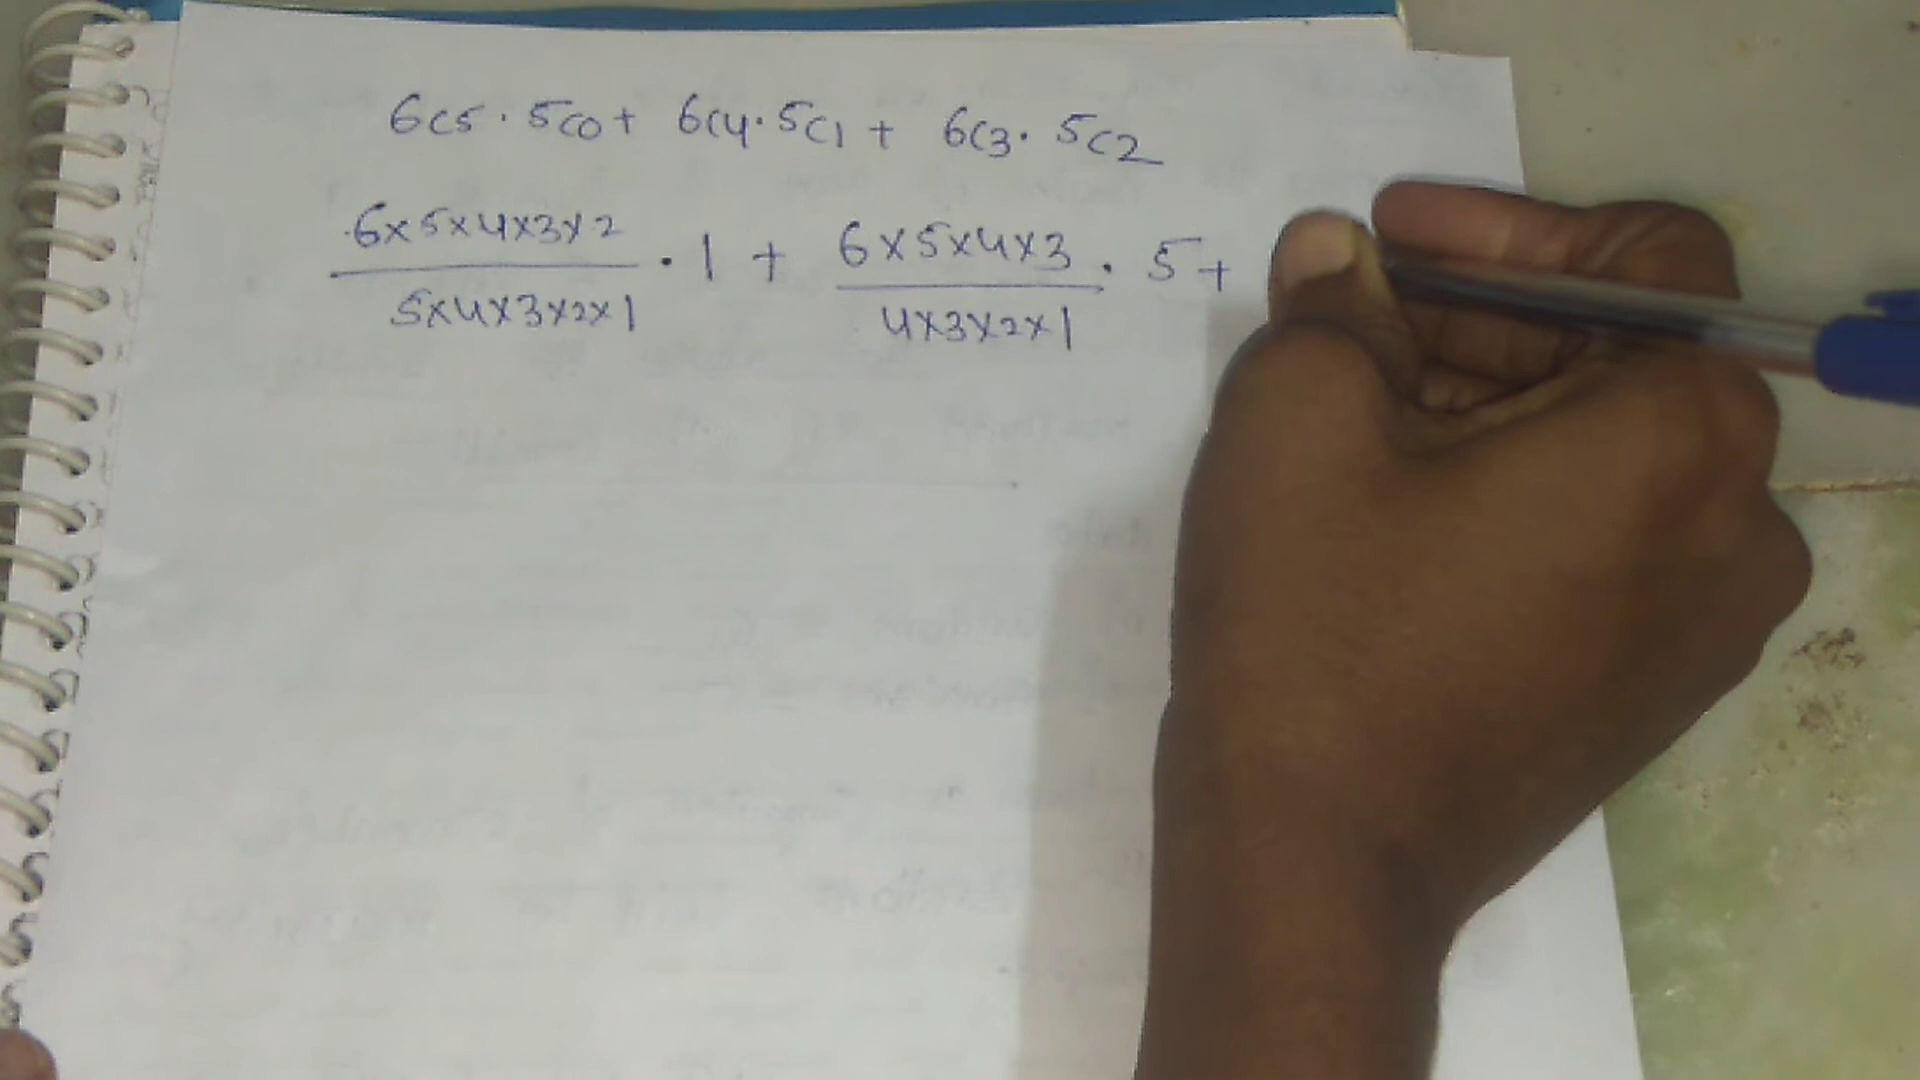 6C5 · 5C0 + 6C4 · 5C1 + 6C3 · 5C2
6×5×4×3×2 / 5×4×3×2×1 · 1 + 6×5×4×3 / 4×3×2×1 · 5 +